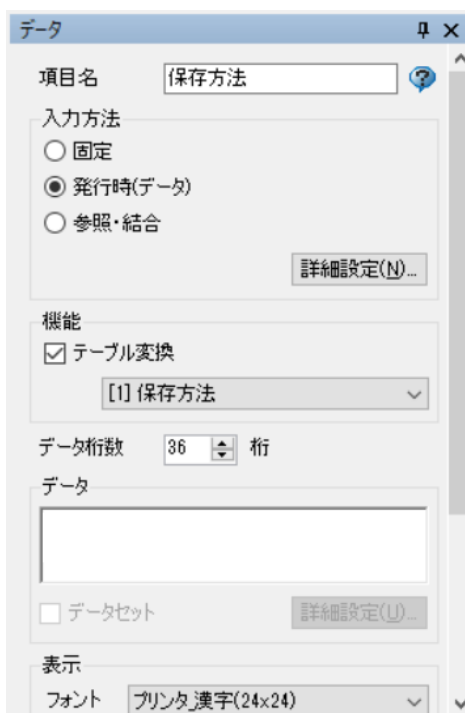 データ
項目名 保存方法
入力方法
固定
発行時(データ)
参照・結合
詳細設定(N)...
機能
テーブル変換
[1] 保存方法
データ桁数 36 桁
データ
データセット 詳細設定(U)...
表示
フォント プリンタ漢字(24x24)